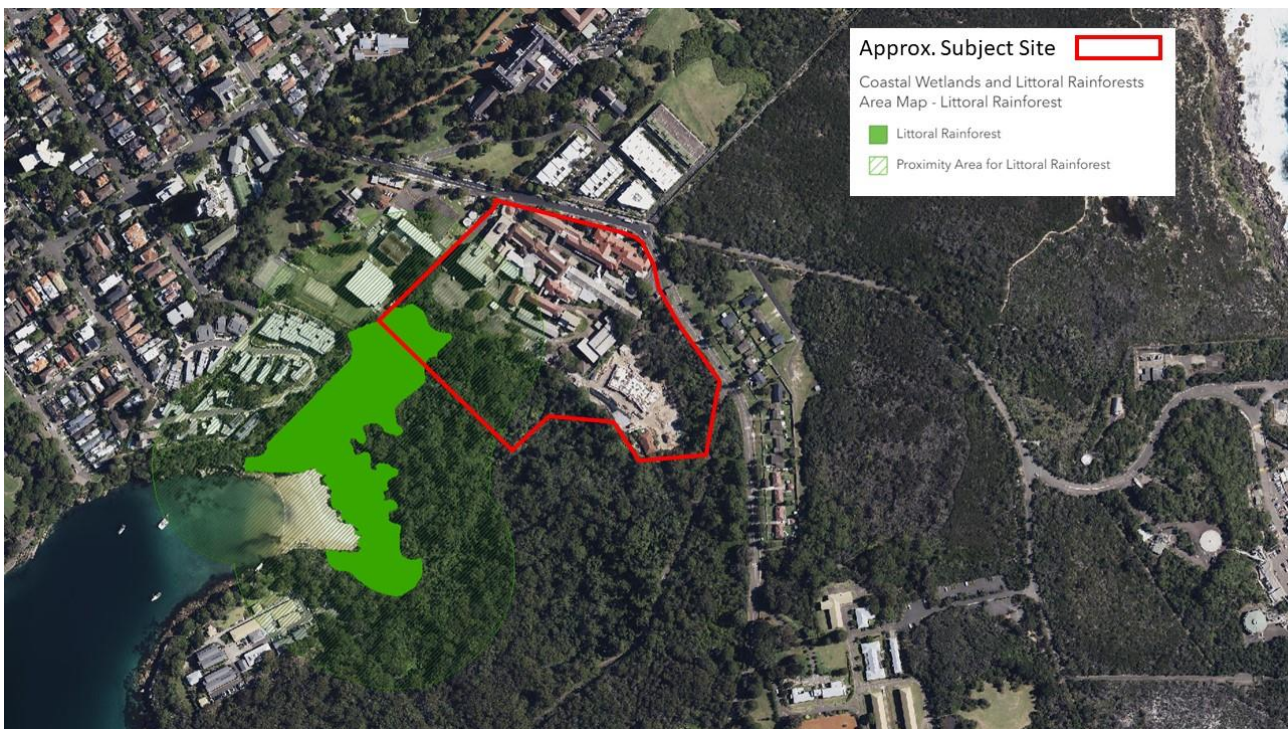 Approx. Subject Site
Coastal Wetlands and Littoral Rainforests
Area Map - Littoral Rainforest
Littoral Rainforest
Proximity Area for Littoral Rainforest